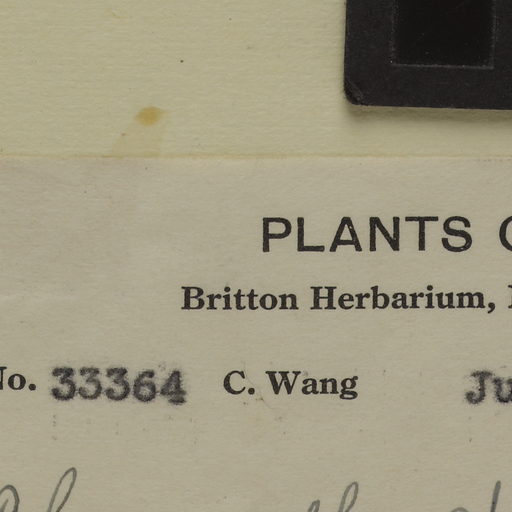 PLANTS
Britton Herbarium,
No. 33364 C. Wang